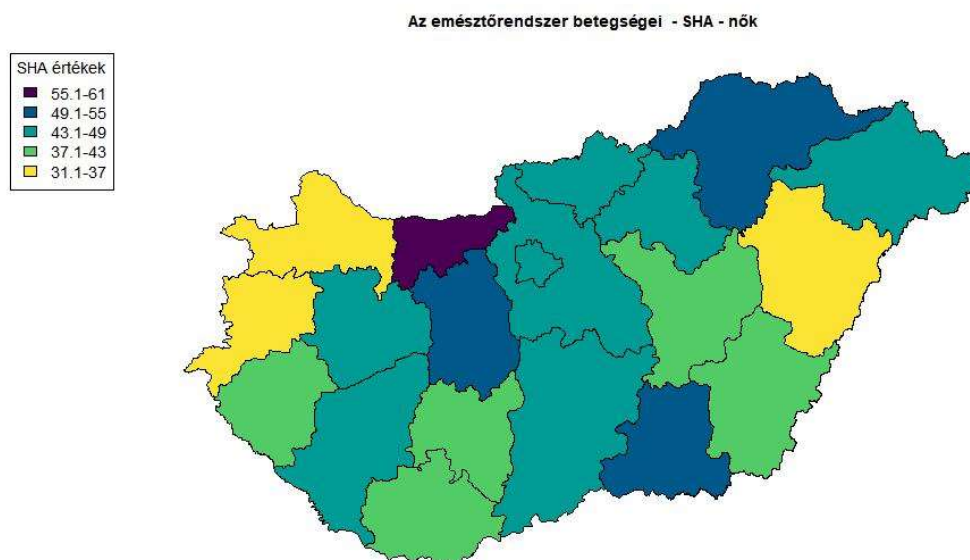 Az emésztőrendszer betegségei - SHA - nők
SHA értékek
55.1-61
49.1-55
43.1-49
37.1-43
31.1-37